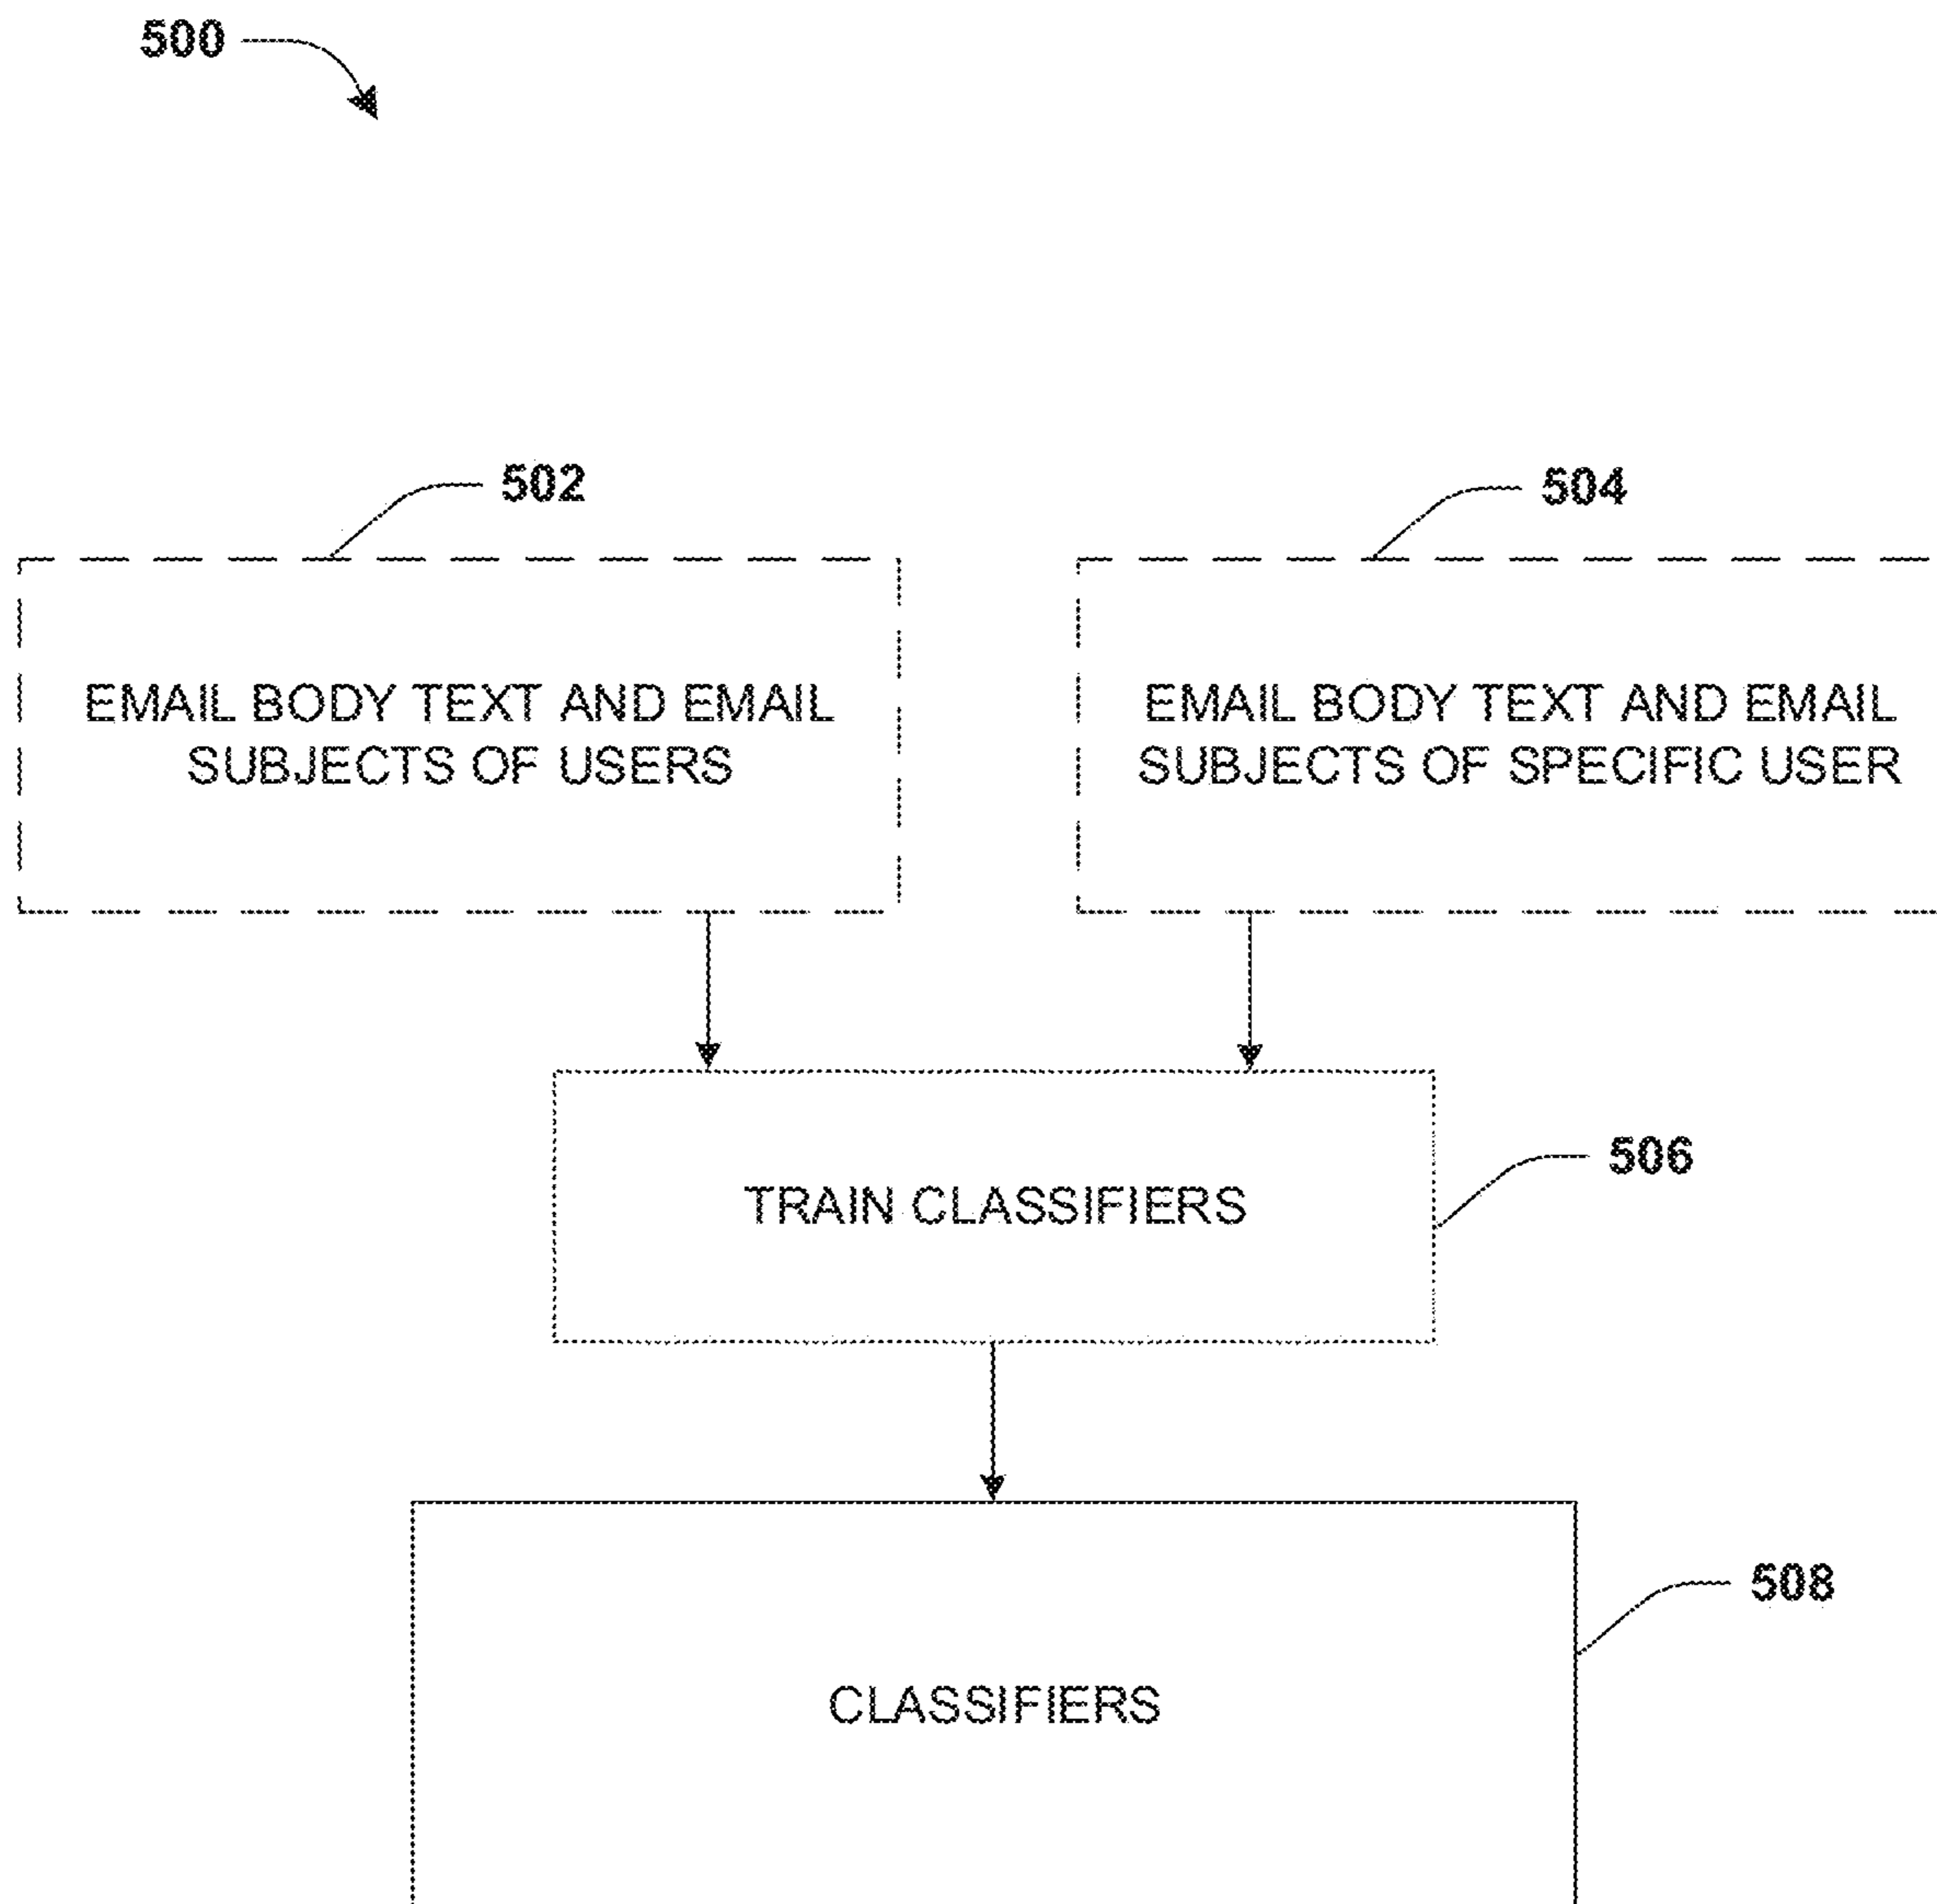 500
502
504
EMAIL BODY TEXT AND EMAIL
SUBJECTS OF USERS
EMAIL BODY TEXT AND EMAIL
SUBJECTS OF SPECIFIC USER
506
TRAIN CLASSIFIERS
508
CLASSIFIERS